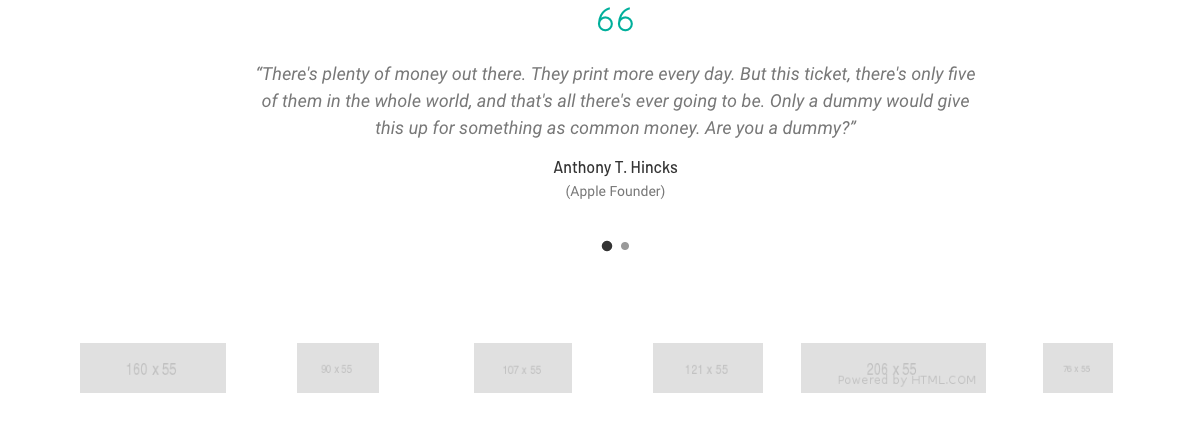 “There's plenty of money out there. They print more every day. But this ticket, there's only five
of them in the whole world, and that's all there's ever going to be. Only a dummy would give
this up for something as common money. Are you a dummy?”
Anthony T. Hincks
(Apple Founder)
160 x 55
90 x 55
107 x 55
121 x 55
206 x 55
Powered by HTML.COM
76 x 55